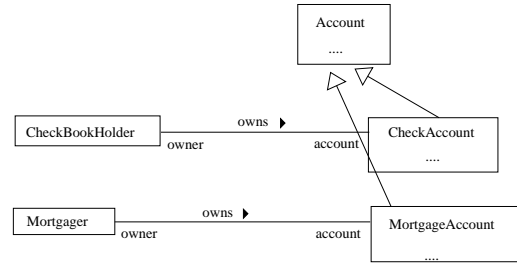 Account
....
owns
CheckBookHolder
CheckAccount
owner
account
....
owns
Mortgager
MortgageAccount
owner
account
....